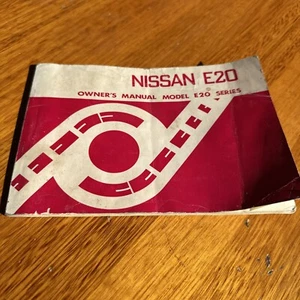 NISSAN E20
OWNER'S MANUAL MODEL E20 SERIES